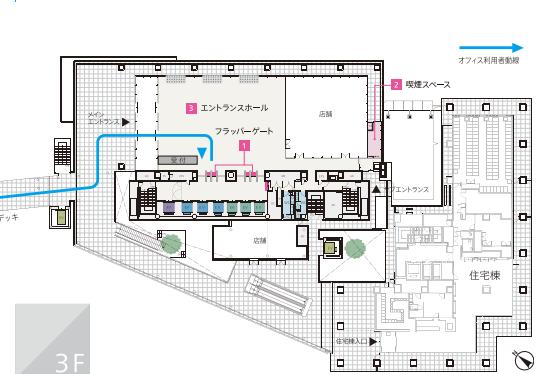 オフィス利用者動線
2 喫煙スペース
3 エントランスホール
店舗
メイン
エントランス
フラッパーゲート
1
受付
サブエントランス
デッキ
店舗
住宅棟
住宅棟入口
3F
N